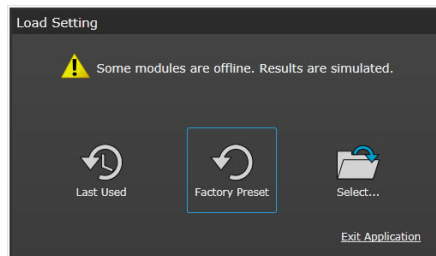 Load Setting
Some modules are offline. Results are simulated.
Last Used
Factory Preset
Select...
Exit Application